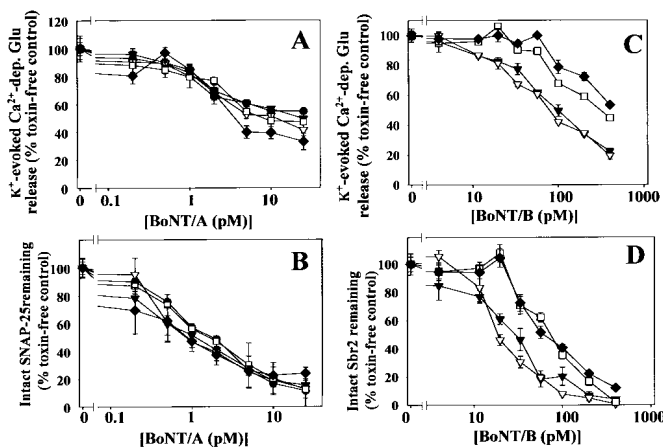 K+-evoked Ca2+-dep. Glu
release (% toxin-free control)
120
100
80
60
40
20
0
A
0
0.1
1
10
[BoNT/A (pM)]
K+-evoked Ca2+-dep. Glu
release (% toxin-free control)
120
100
80
60
40
20
0
C
0
10
100
1000
[BoNT/B (pM)]
Intact SNAP-25remaining
(% toxin-free control)
120
100
80
60
40
20
0
B
0
0.1
1
10
[BoNT/A (pM)]
Intact Sbr2 remaining
(% toxin-free control)
120
100
80
60
40
20
0
D
0
10
100
1000
[BoNT/B (pM)]